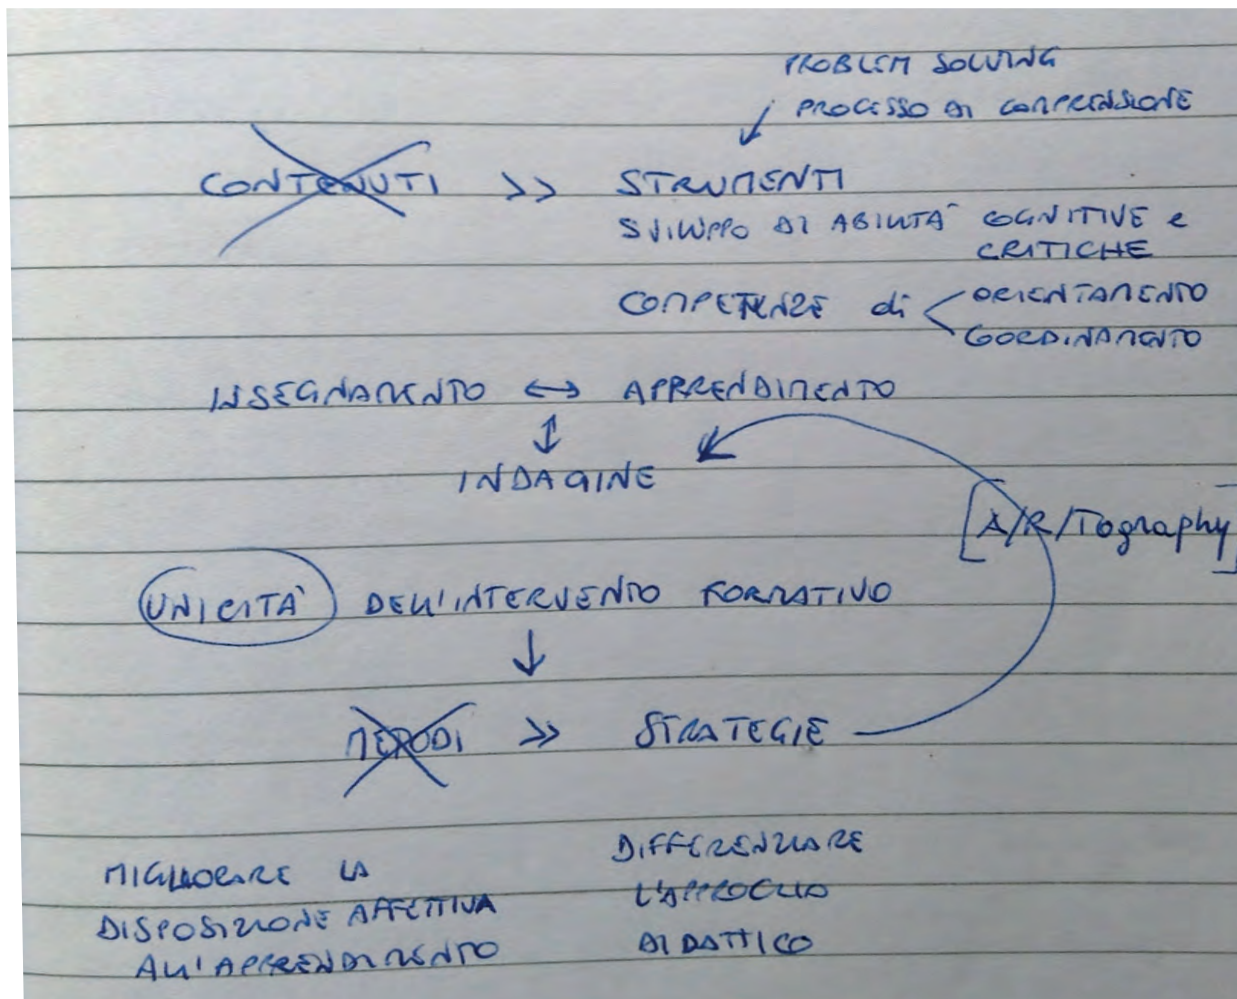 PROBLEM SOLVING
PROCESSO DI COMPRENSIONE
CONTENUTI >> STRUMENTI
SVILUPPO DI ABILITÀ COGNITIVE e
CRITICHE
COMPETENZE di < ORIENTAMENTO
COORDINAMENTO
INSEGNAMENTO ↔ APPRENDIMENTO
↕
INDAGINE
[A/R/Tography]
UNICITÀ DELL'INTERVENTO FORMATIVO
↓
METODI >> STRATEGIE
MIGLIORARE LA
DISPOSIZIONE AFFETTIVA
ALL'APPRENDIMENTO
DIFFERENZIARE
L'APPROCCIO
DIDATTICO